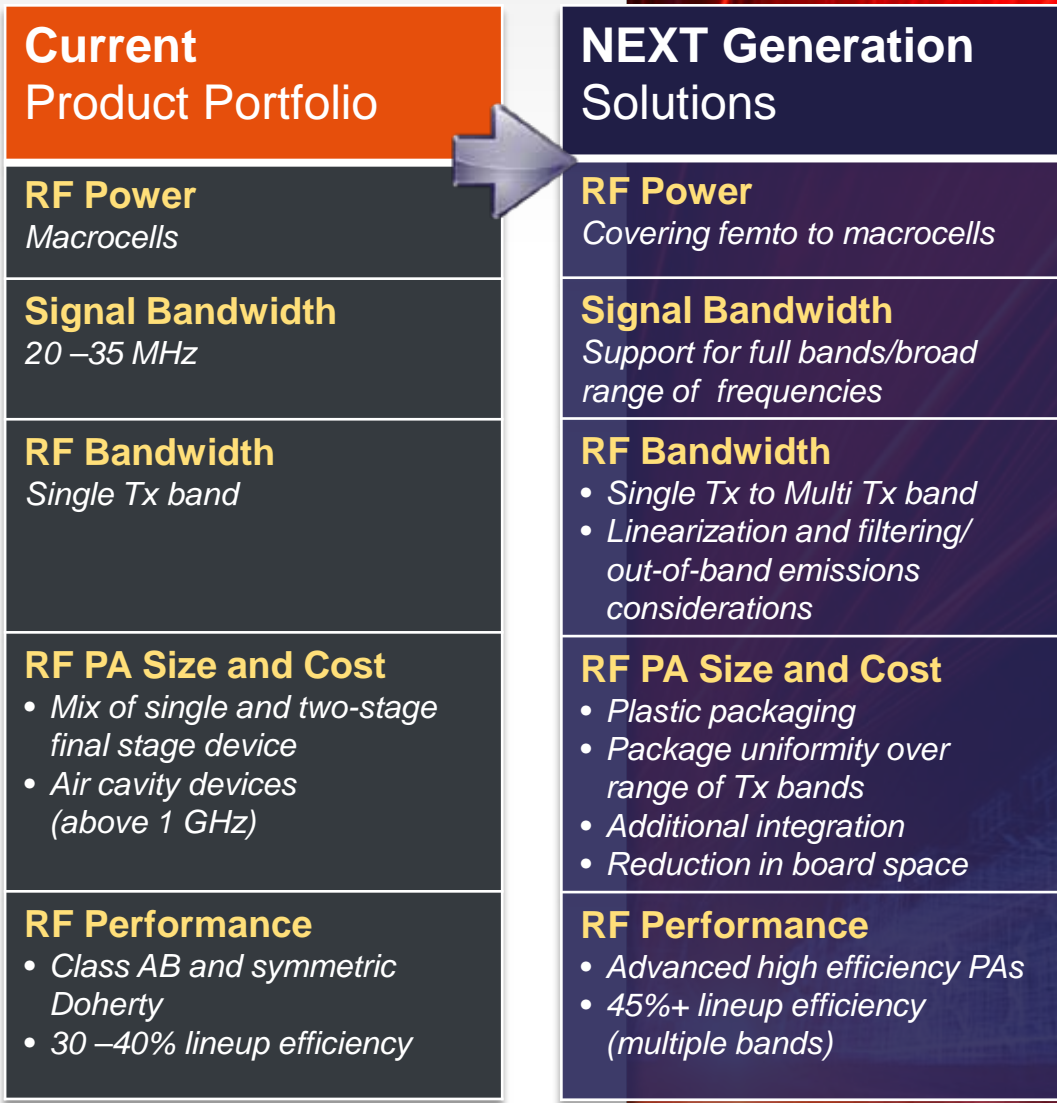 Current
Product Portfolio
RF Power
Macrocells
Signal Bandwidth
20 –35 MHz
RF Bandwidth
Single Tx band
RF PA Size and Cost
• Mix of single and two-stage
final stage device
• Air cavity devices
(above 1 GHz)
RF Performance
• Class AB and symmetric
Doherty
• 30 –40% lineup efficiency
NEXT Generation
Solutions
RF Power
Covering femto to macrocells
Signal Bandwidth
Support for full bands/broad
range of frequencies
RF Bandwidth
• Single Tx to Multi Tx band
• Linearization and filtering/
out-of-band emissions
considerations
RF PA Size and Cost
• Plastic packaging
• Package uniformity over
range of Tx bands
• Additional integration
• Reduction in board space
RF Performance
• Advanced high efficiency PAs
• 45%+ lineup efficiency
(multiple bands)